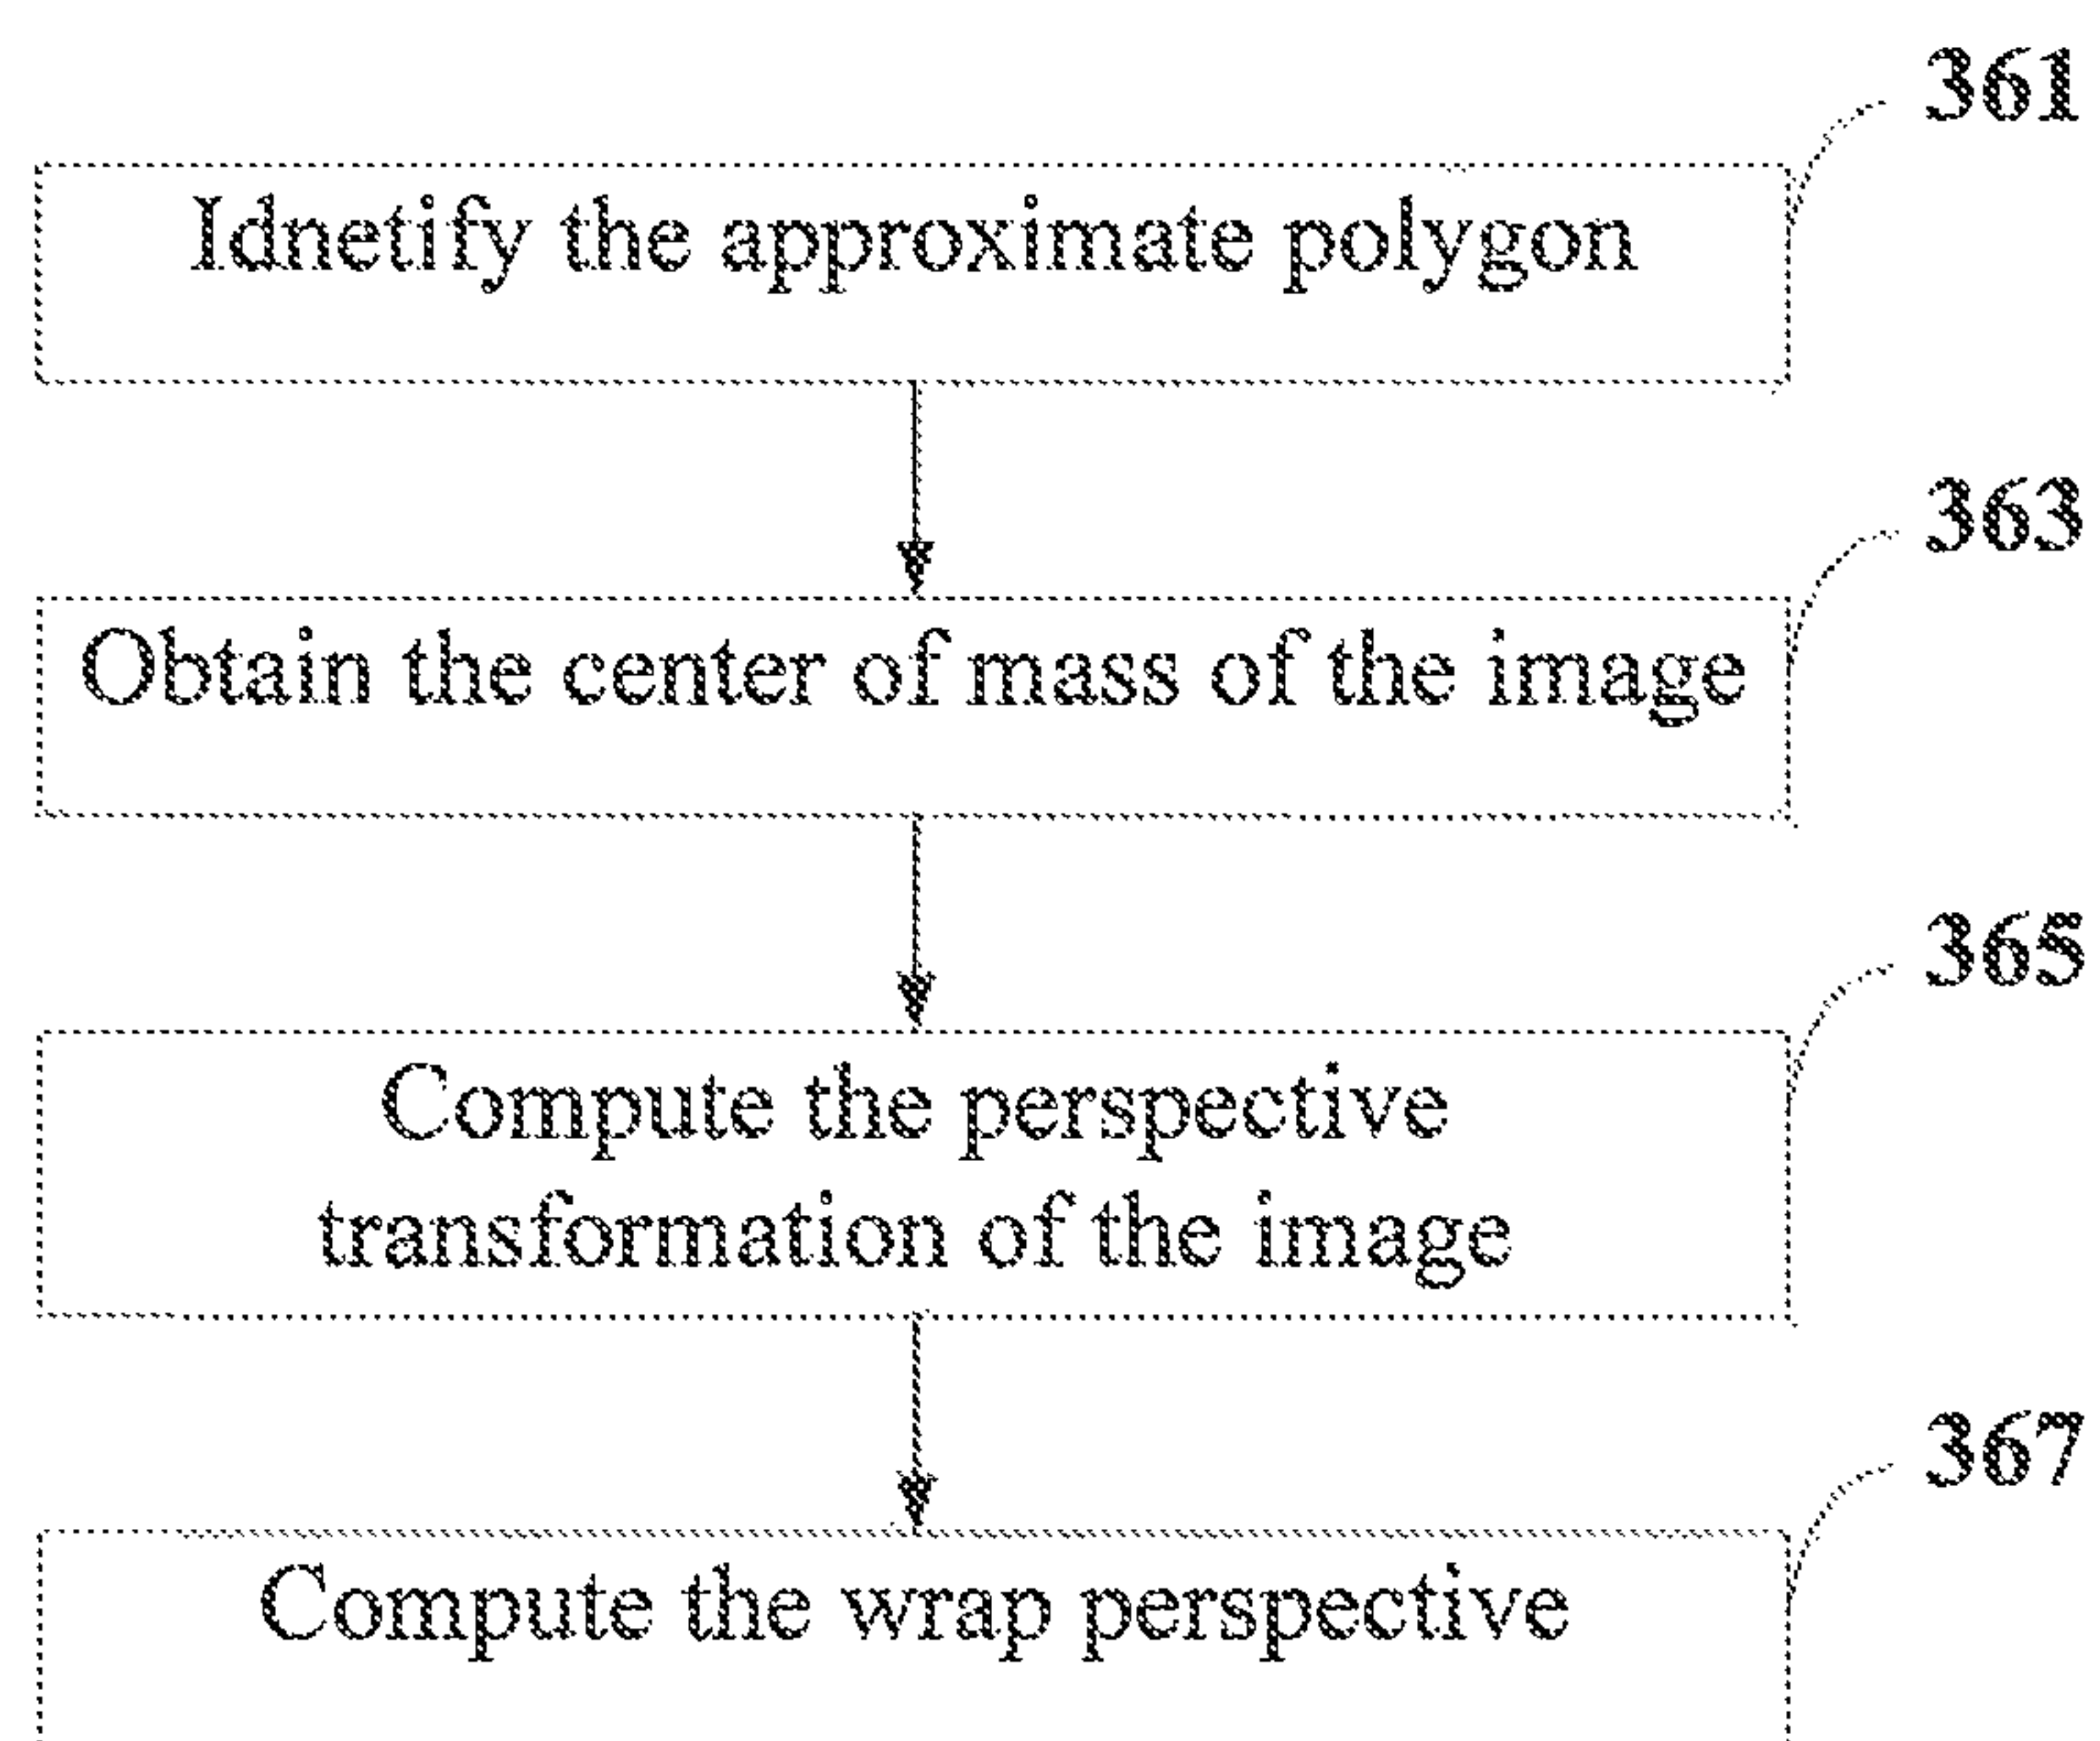 361
Idnetify the approximate polygon
363
Obtain the center of mass of the image
365
Compute the perspective
transformation of the image
367
Compute the wrap perspective